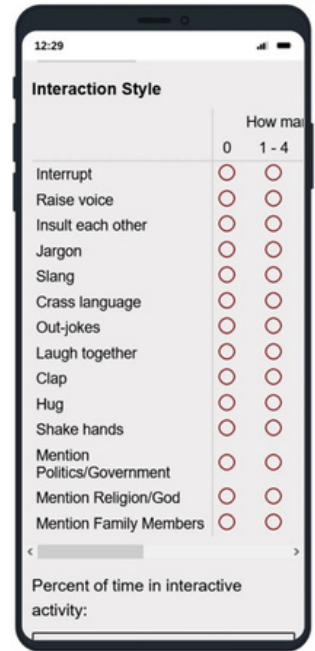 12:29
Interaction Style
How mar
0 1 - 4
Interrupt
Raise voice
Insult each other
Jargon
Slang
Crass language
Out-jokes
Laugh together
Clap
Hug
Shake hands
Mention
Politics/Government
Mention Religion/God
Mention Family Members
Percent of time in interactive
activity: